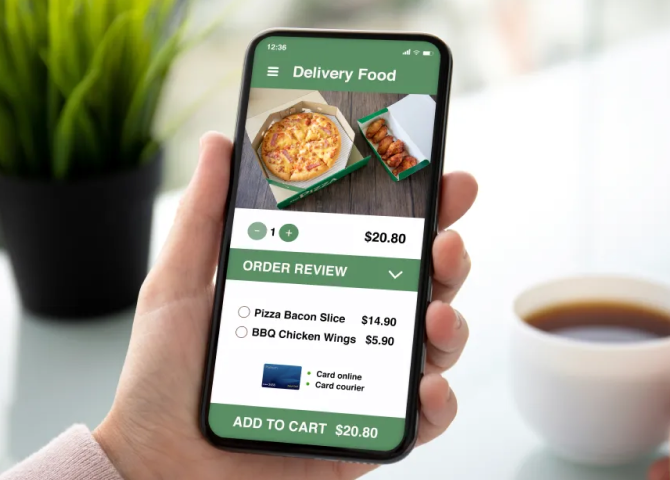 12:36
Delivery Food
PIZZA
− 1 + $20.80
ORDER REVIEW
Pizza Bacon Slice $14.90
BBQ Chicken Wings $5.90
Card online
Card courier
ADD TO CART $20.80